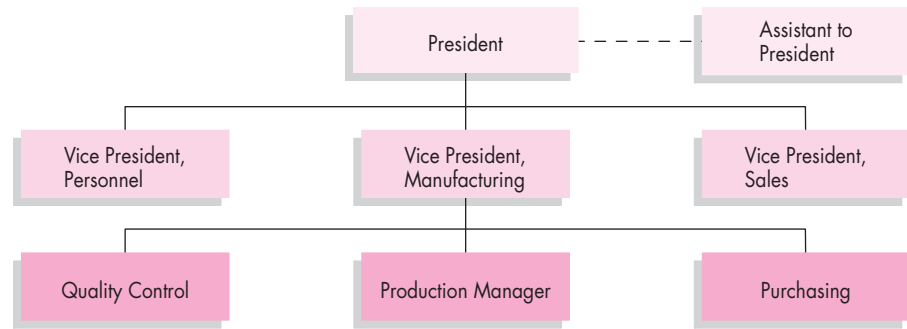 President
Assistant to
President
Vice President,
Personnel
Vice President,
Manufacturing
Vice President,
Sales
Quality Control
Production Manager
Purchasing